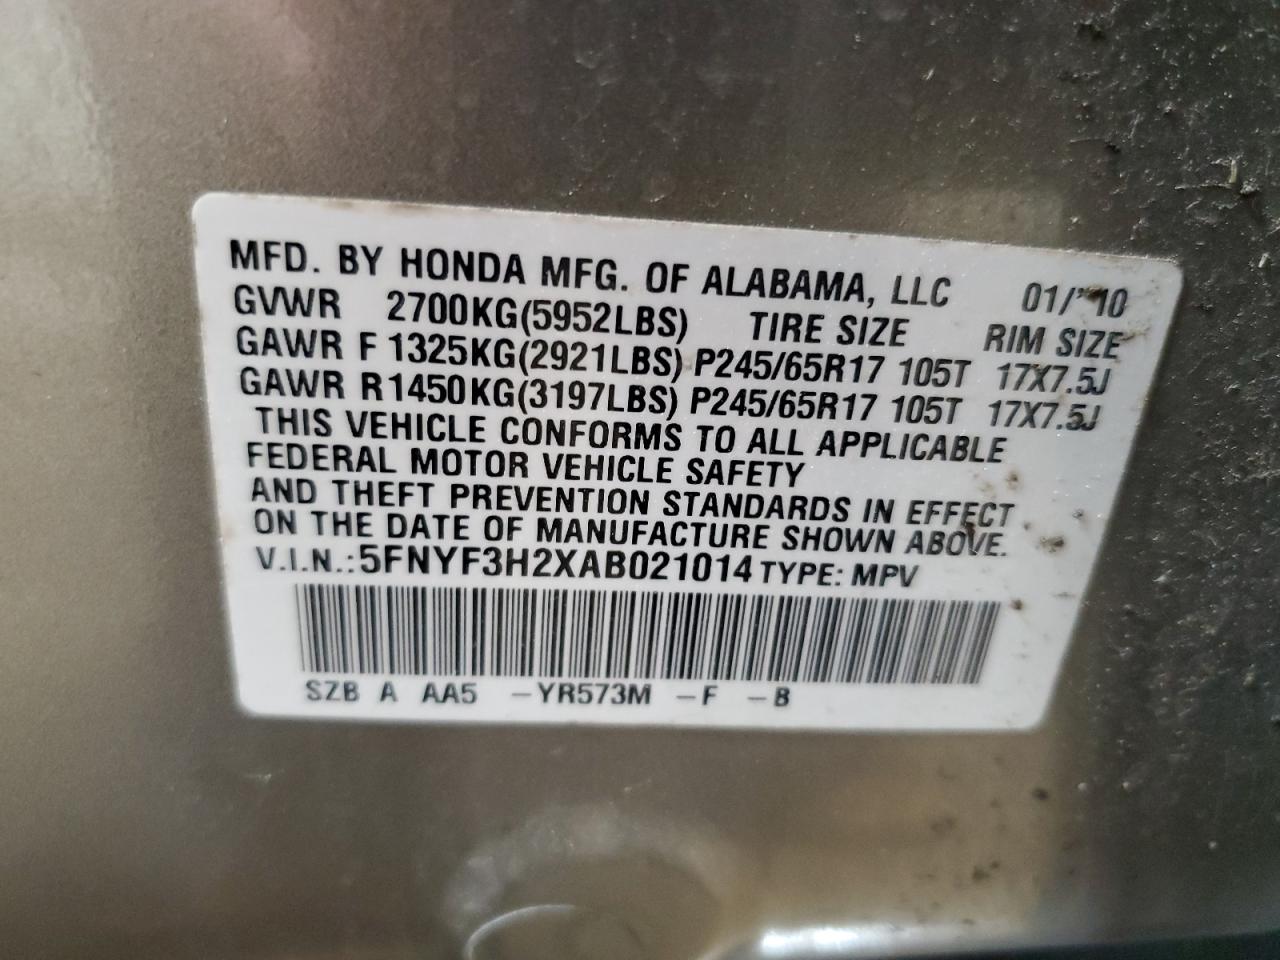 MFD. BY HONDA MFG. OF ALABAMA, LLC 01/'10
GVWR 2700KG(5952LBS) TIRE SIZE RIM SIZE
GAWR F 1325KG(2921LBS) P245/65R17 105T 17X7.5J
GAWR R1450KG(3197LBS) P245/65R17 105T 17X7.5J
THIS VEHICLE CONFORMS TO ALL APPLICABLE
FEDERAL MOTOR VEHICLE SAFETY
AND THEFT PREVENTION STANDARDS IN EFFECT
ON THE DATE OF MANUFACTURE SHOWN ABOVE.
V.I.N.:5FNYF3H2XAB021014 TYPE: MPV
SZB A AA5 -YR573M -F -B